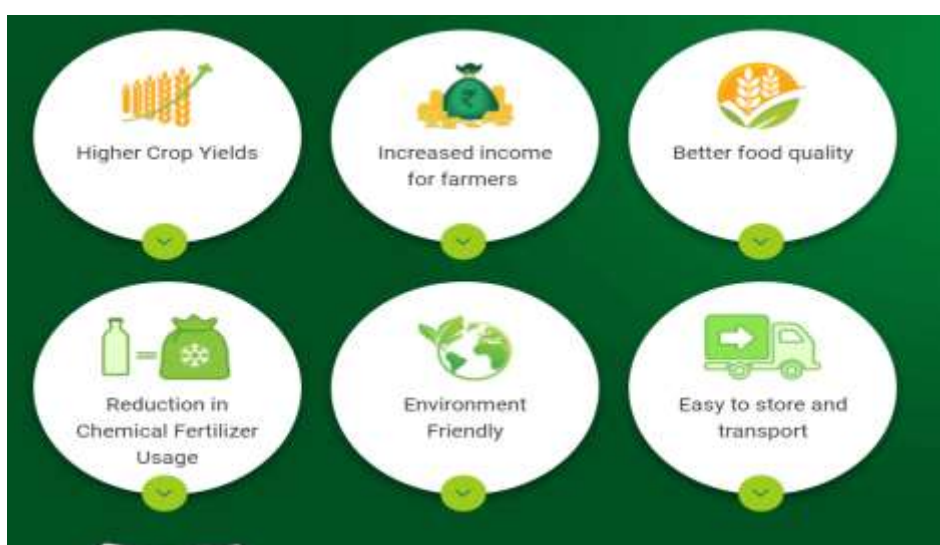 Higher Crop Yields
Increased income
for farmers
Better food quality
₹
Reduction in
Chemical Fertilizer
Usage
Environment
Friendly
Easy to store and
transport